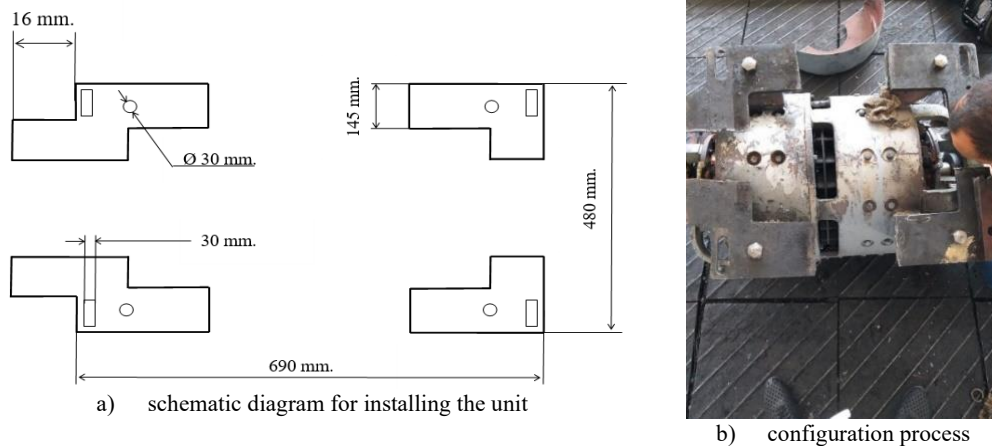 16 mm.
Ø 30 mm.
145 mm.
480 mm.
30 mm.
690 mm.
a) schematic diagram for installing the unit
b) configuration process